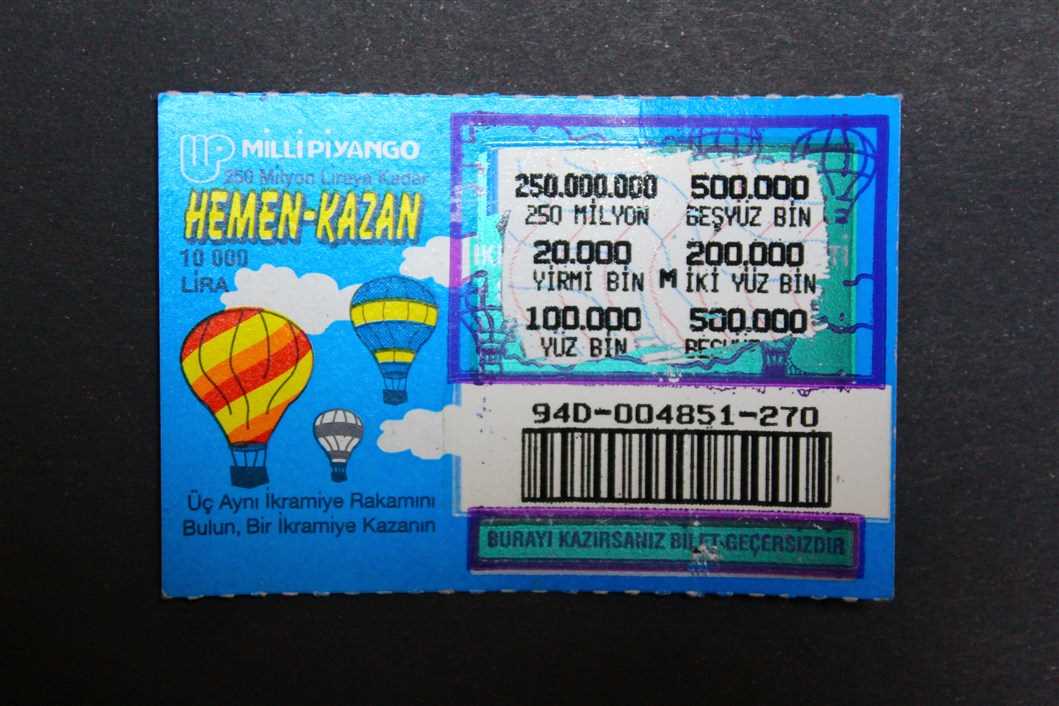 MİLLİ PİYANGO
250 Milyon Liraya Kadar
HEMEN-KAZAN
10 000
LİRA
Üç Aynı İkramiye Rakamını
Bulun, Bir İkramiye Kazanın
250.000.000 500.000
250 MİLYON BEŞYÜZ BİN
20.000 200.000
YİRMİ BİN M İKİ YÜZ BİN
100.000 500.000
YÜZ BİN BEŞYÜZ
94D-004851-270
BURAYI KAZIRSANIZ BİLET GEÇERSİZDİR